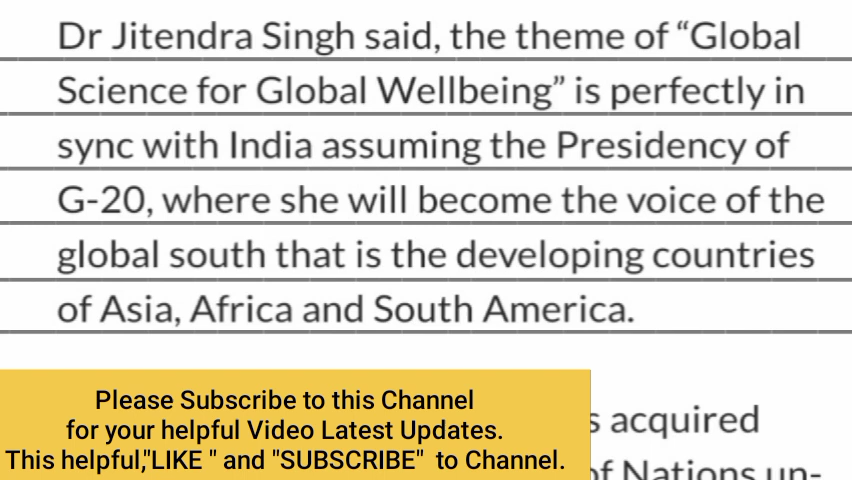 Dr Jitendra Singh said, the theme of “Global
Science for Global Wellbeing” is perfectly in
sync with India assuming the Presidency of
G-20, where she will become the voice of the
global south that is the developing countries
of Asia, Africa and South America.
Please Subscribe to this Channel
for your helpful Video Latest Updates.
This helpful,"LIKE " and "SUBSCRIBE" to Channel.
s acquired
of Nations un-